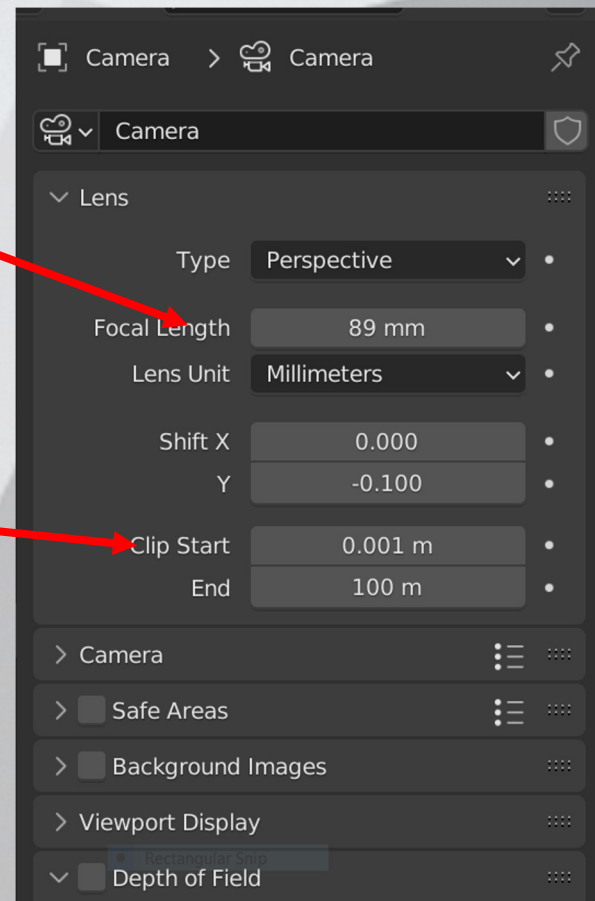 Camera > Camera
Camera
Lens
Type Perspective
Focal Length 89 mm
Lens Unit Millimeters
Shift X 0.000
Y -0.100
Clip Start 0.001 m
End 100 m
Camera
Safe Areas
Background Images
Viewport Display
Rectangular Snip
Depth of Field